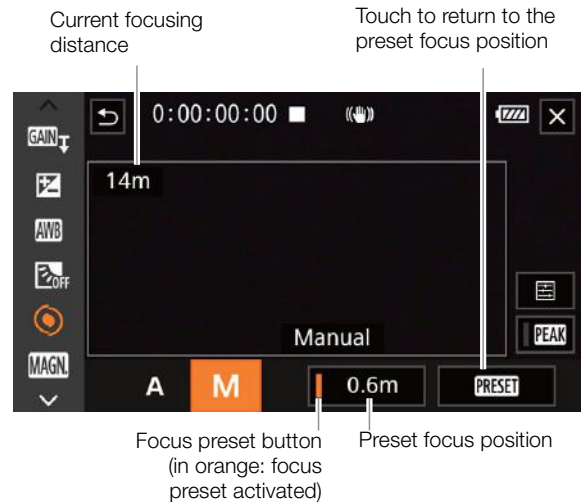 Current focusing
distance
Touch to return to the
preset focus position
0:00:00:00
GAIN
14m
AWB
OFF
Manual
PEAK
MAGN.
A
M
0.6m
PRESET
Focus preset button
(in orange: focus
preset activated)
Preset focus position